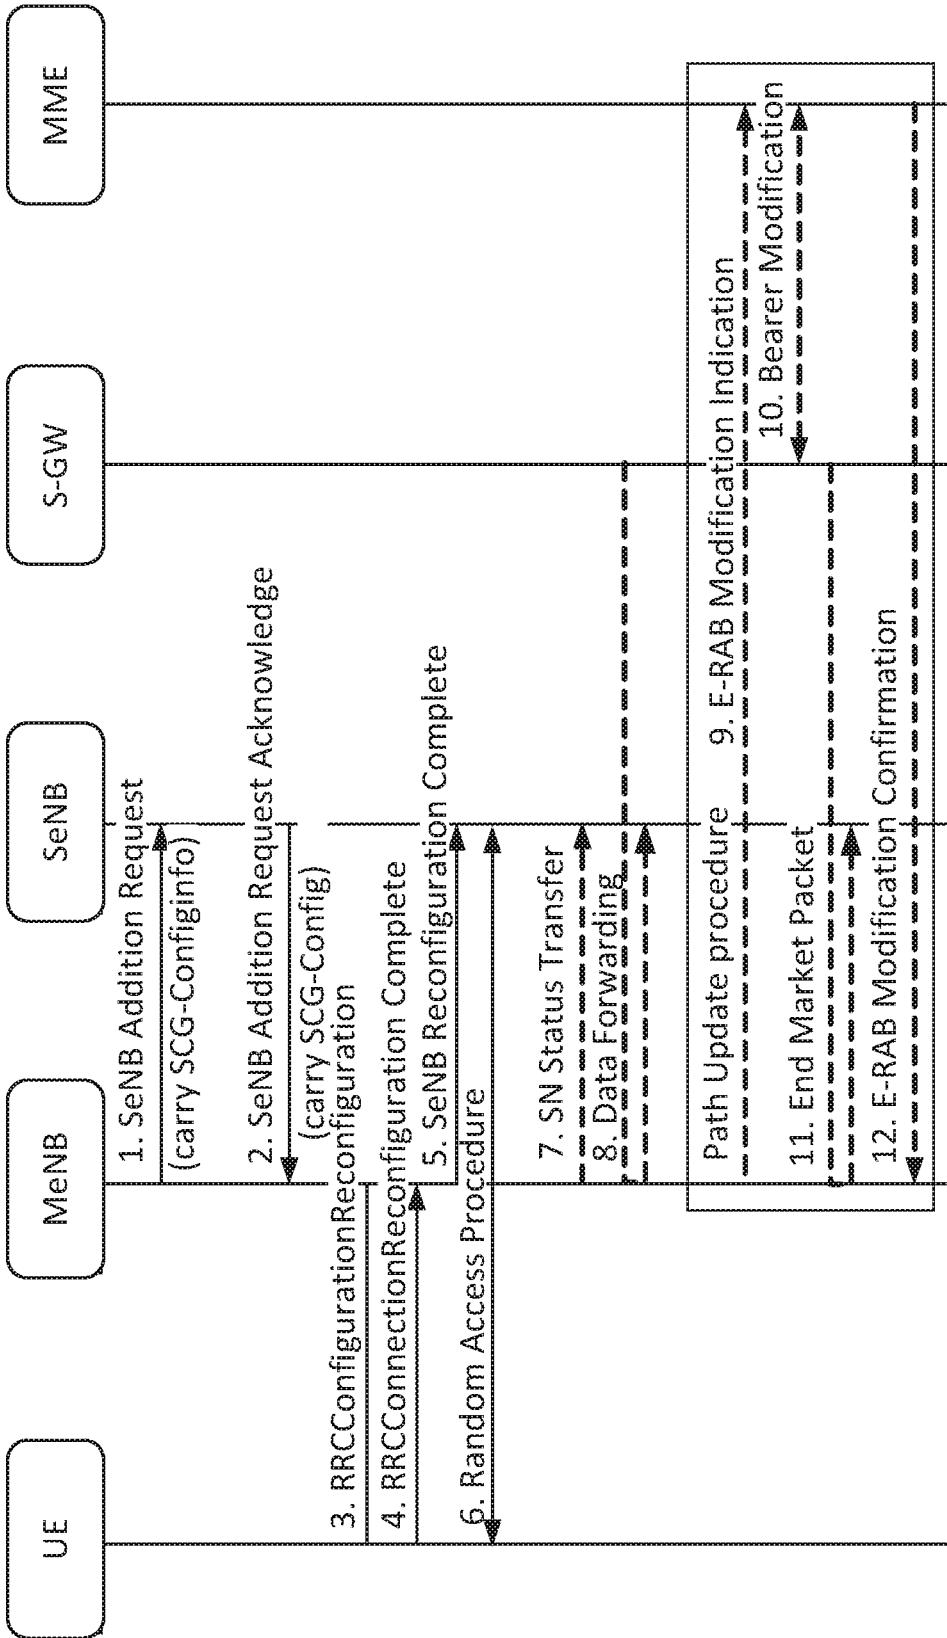 UE
MeNB
SeNB
S-GW
MME
1. SeNB Addition Request
(carry SCG-Configinfo)
2. SeNB Addition Request Acknowledge
(carry SCG-Config)
3. RRCConfigurationReconfiguration
4. RRCConnectionReconfiguration Complete
5. SeNB Reconfiguration Complete
6. Random Access Procedure
7. SN Status Transfer
8. Data Forwarding
Path Update procedure
9. E-RAB Modification Indication
10. Bearer Modification
11. End Market Packet
12. E-RAB Modification Confirmation